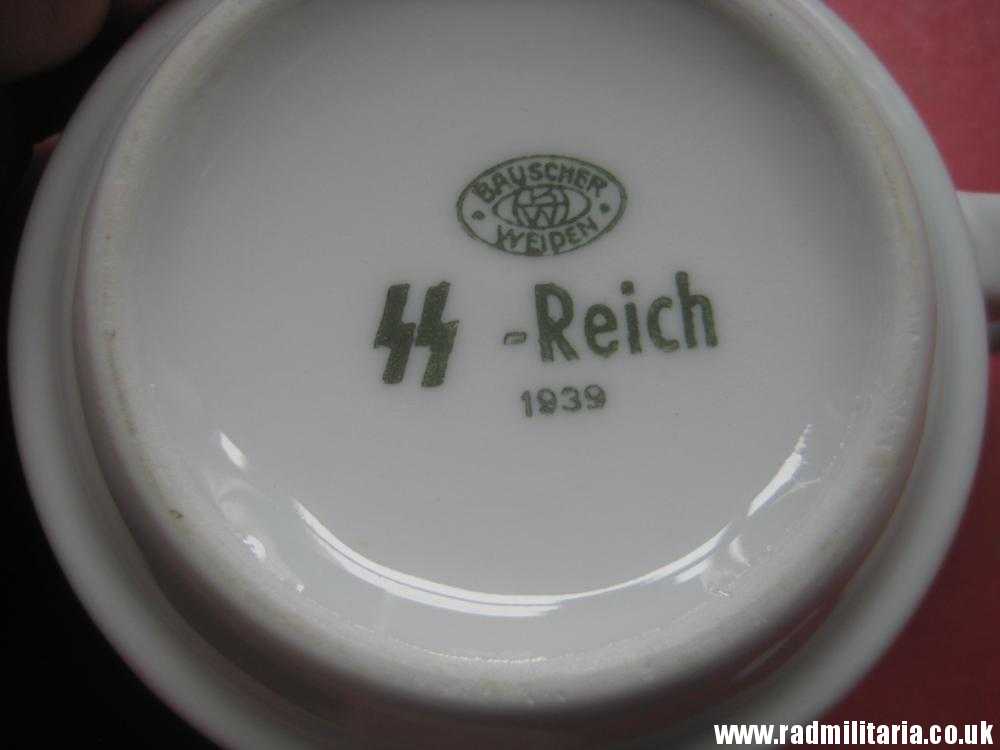 BAUSCHER
WEIDEN
SS -Reich
1939
www.radmilitaria.co.uk